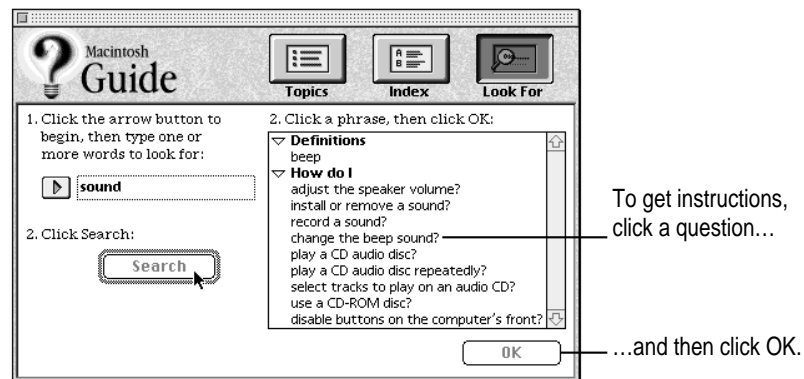 Macintosh
Guide
Topics
Index
Look For
1. Click the arrow button to
begin, then type one or
more words to look for:
sound
2. Click Search:
Search
2. Click a phrase, then click OK:
Definitions
beep
How do I
adjust the speaker volume?
install or remove a sound?
record a sound?
change the beep sound?
play a CD audio disc?
play a CD audio disc repeatedly?
select tracks to play on an audio CD?
use a CD-ROM disc?
disable buttons on the computer's front?
OK
To get instructions,
click a question…
…and then click OK.